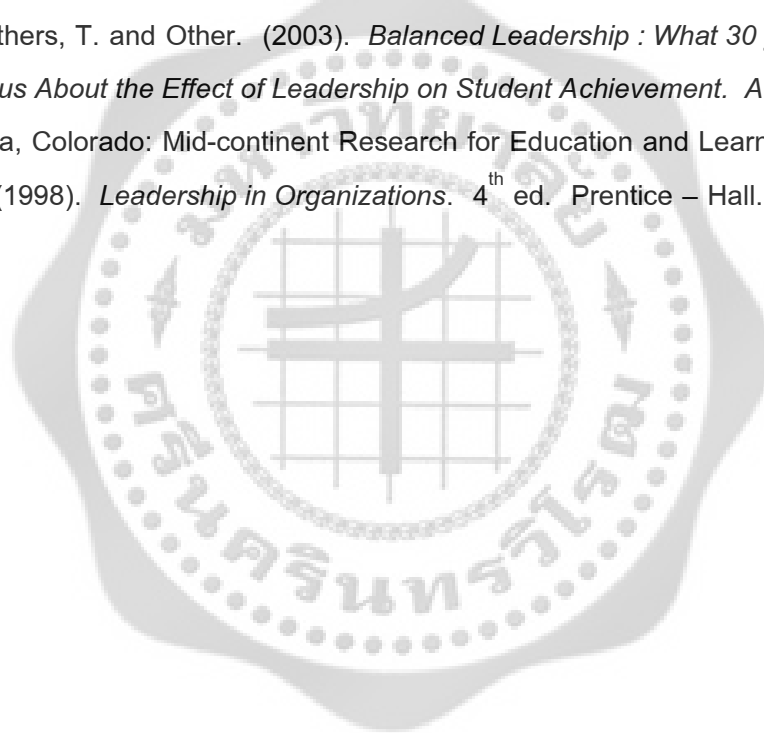 thers, T. and Other. (2003). Balanced Leadership : What 30
us About the Effect of Leadership on Student Achievement. A
a, Colorado: Mid-continent Research for Education and Learn
(1998). Leadership in Organizations. 4th ed. Prentice – Hall.
มหาวิทยาลัย
ศรีนครินทรวิโรฒ